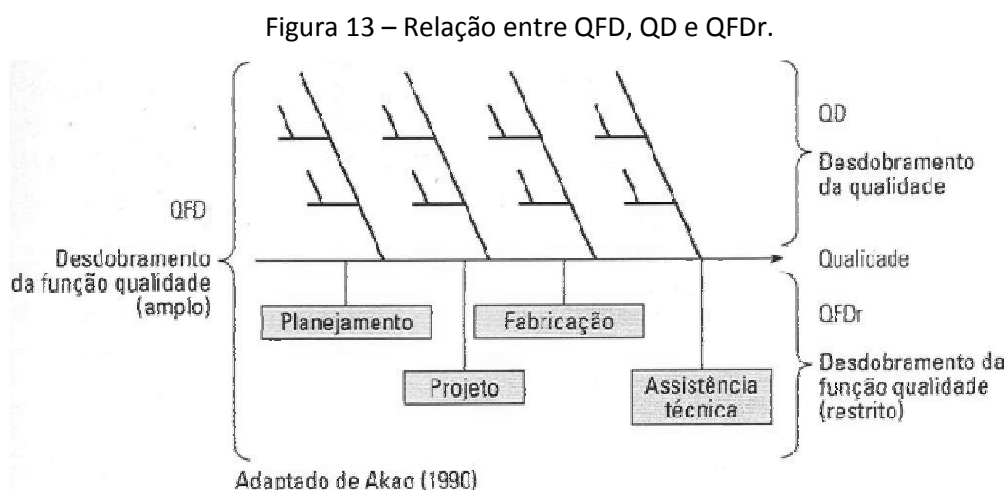 Figura 13 – Relação entre QFD, QD e QFDr.
QFD
Desdobramento
da função qualidade
(amplo)
QD
Desdobramento
da qualidade
Qualidade
QFDr
Desdobramento da
função qualidade
(restrito)
Planejamento
Fabricação
Projeto
Assistência
técnica
Adaptado de Akao (1990)